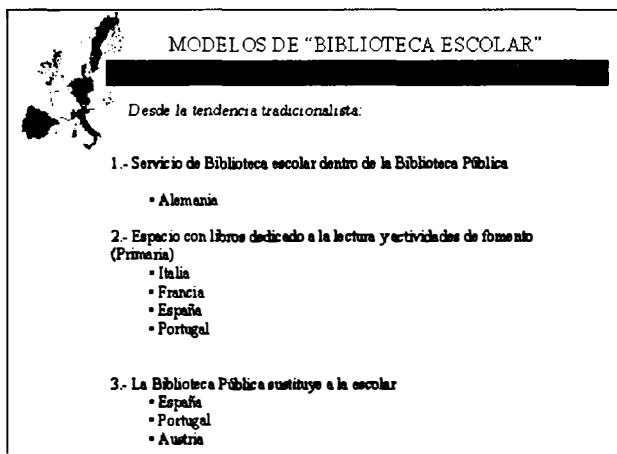 MODELOS DE “BIBLIOTECA ESCOLAR”
Desde la tendencia tradicionalista:
1.- Servicio de Biblioteca escolar dentro de la Biblioteca Pública
▪ Alemania
2.- Espacio con libros dedicado a la lectura y actividades de fomento
(Primaria)
▪ Italia
▪ Francia
▪ España
▪ Portugal
3.- La Biblioteca Pública sustituye a la escolar
▪ España
▪ Portugal
▪ Austria